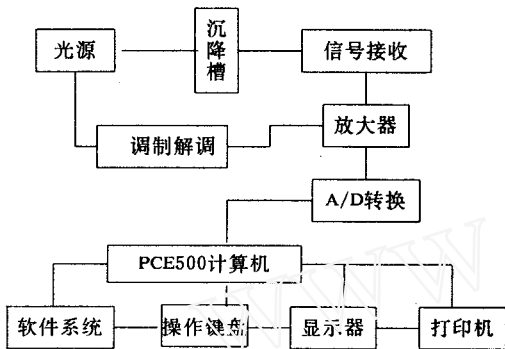 光源
沉降槽
信号接收
调制解调
放大器
A/D转换
PCE500计算机
软件系统
操作键盘
显示器
打印机
WWW